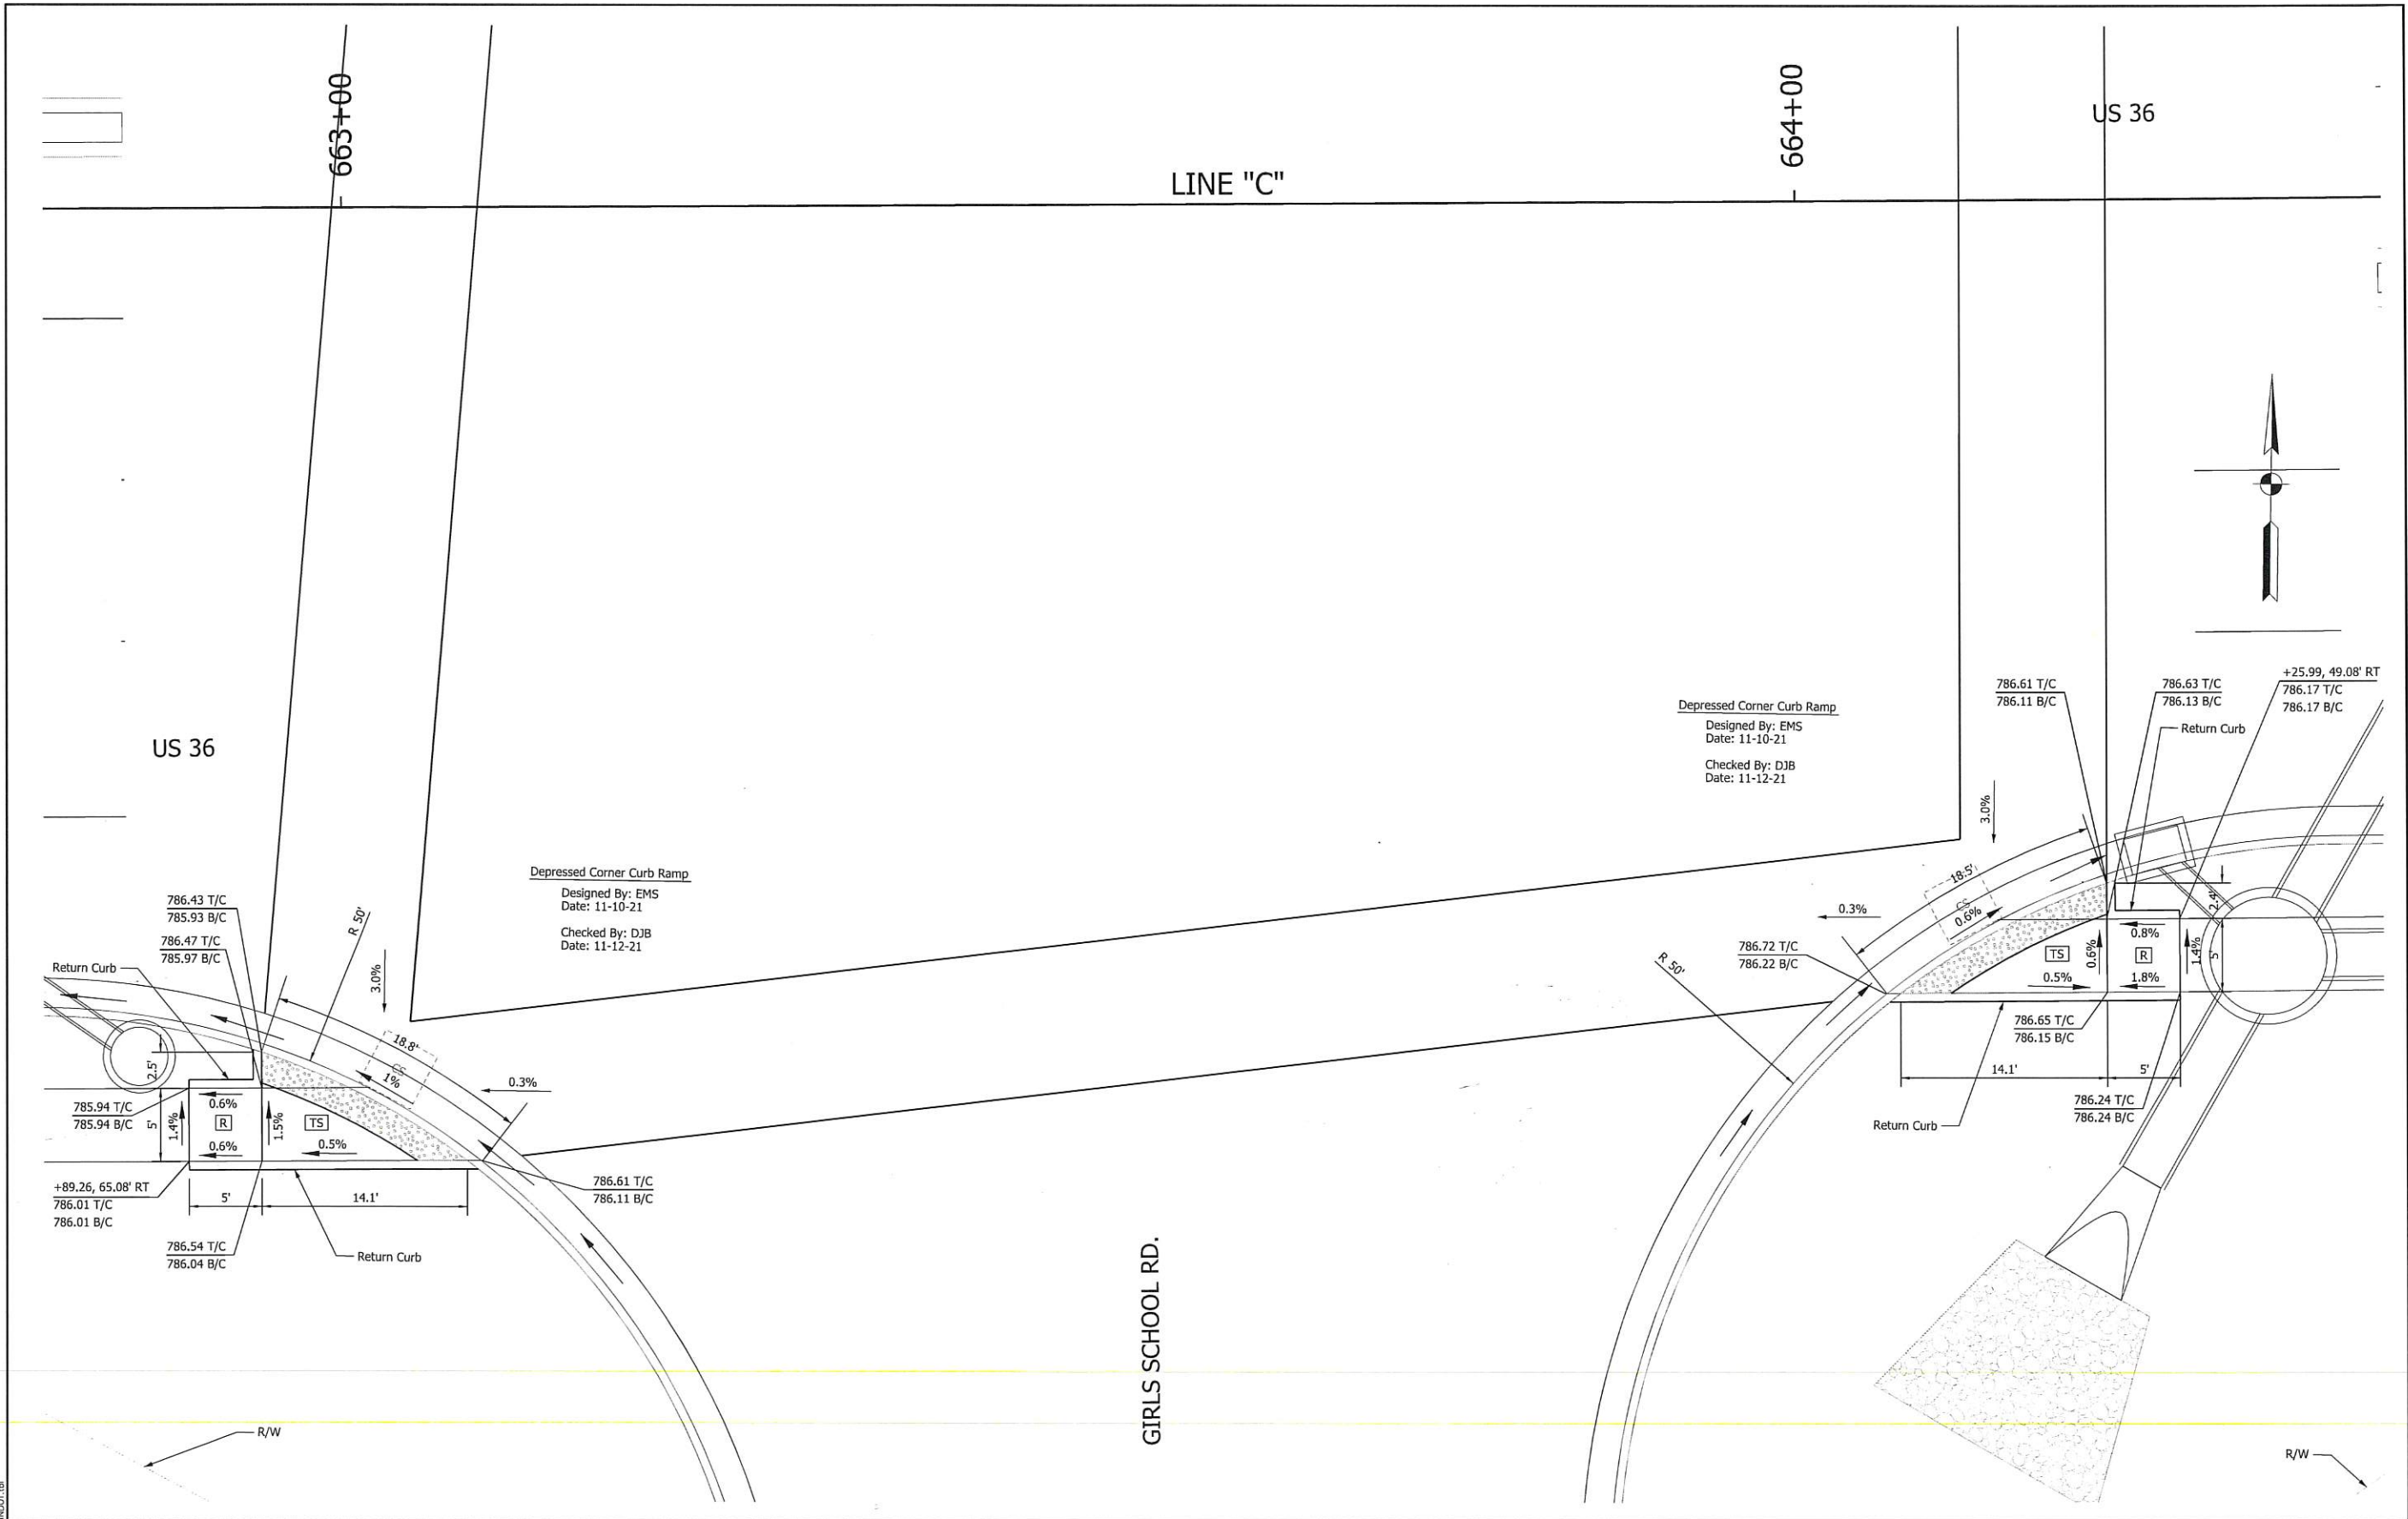 663+00
664+00
US 36
LINE "C"
US 36
786.61 T/C
786.11 B/C
786.63 T/C
786.13 B/C
Return Curb
+25.99, 49.08' RT
786.17 T/C
786.17 B/C
Depressed Corner Curb Ramp
Designed By: EMS
Date: 11-10-21
Checked By: DJB
Date: 11-12-21
3.0%
18.5'
CS
0.6%
0.3%
786.72 T/C
786.22 B/C
R 50'
TS
0.5%
0.6%
0.8%
R
1.8%
1.4%
2.4'
5'
786.65 T/C
786.15 B/C
14.1'
5'
786.24 T/C
786.24 B/C
Return Curb
Depressed Corner Curb Ramp
Designed By: EMS
Date: 11-10-21
Checked By: DJB
Date: 11-12-21
786.43 T/C
785.93 B/C
786.47 T/C
785.97 B/C
Return Curb
R 50'
3.0%
18.8'
CS
1%
0.3%
2.5'
5'
785.94 T/C
785.94 B/C
1.4%
0.6%
R
0.6%
1.5%
TS
0.5%
+89.26, 65.08' RT
786.01 T/C
786.01 B/C
5'
14.1'
786.54 T/C
786.04 B/C
Return Curb
786.61 T/C
786.11 B/C
GIRLS SCHOOL RD.
R/W
R/W